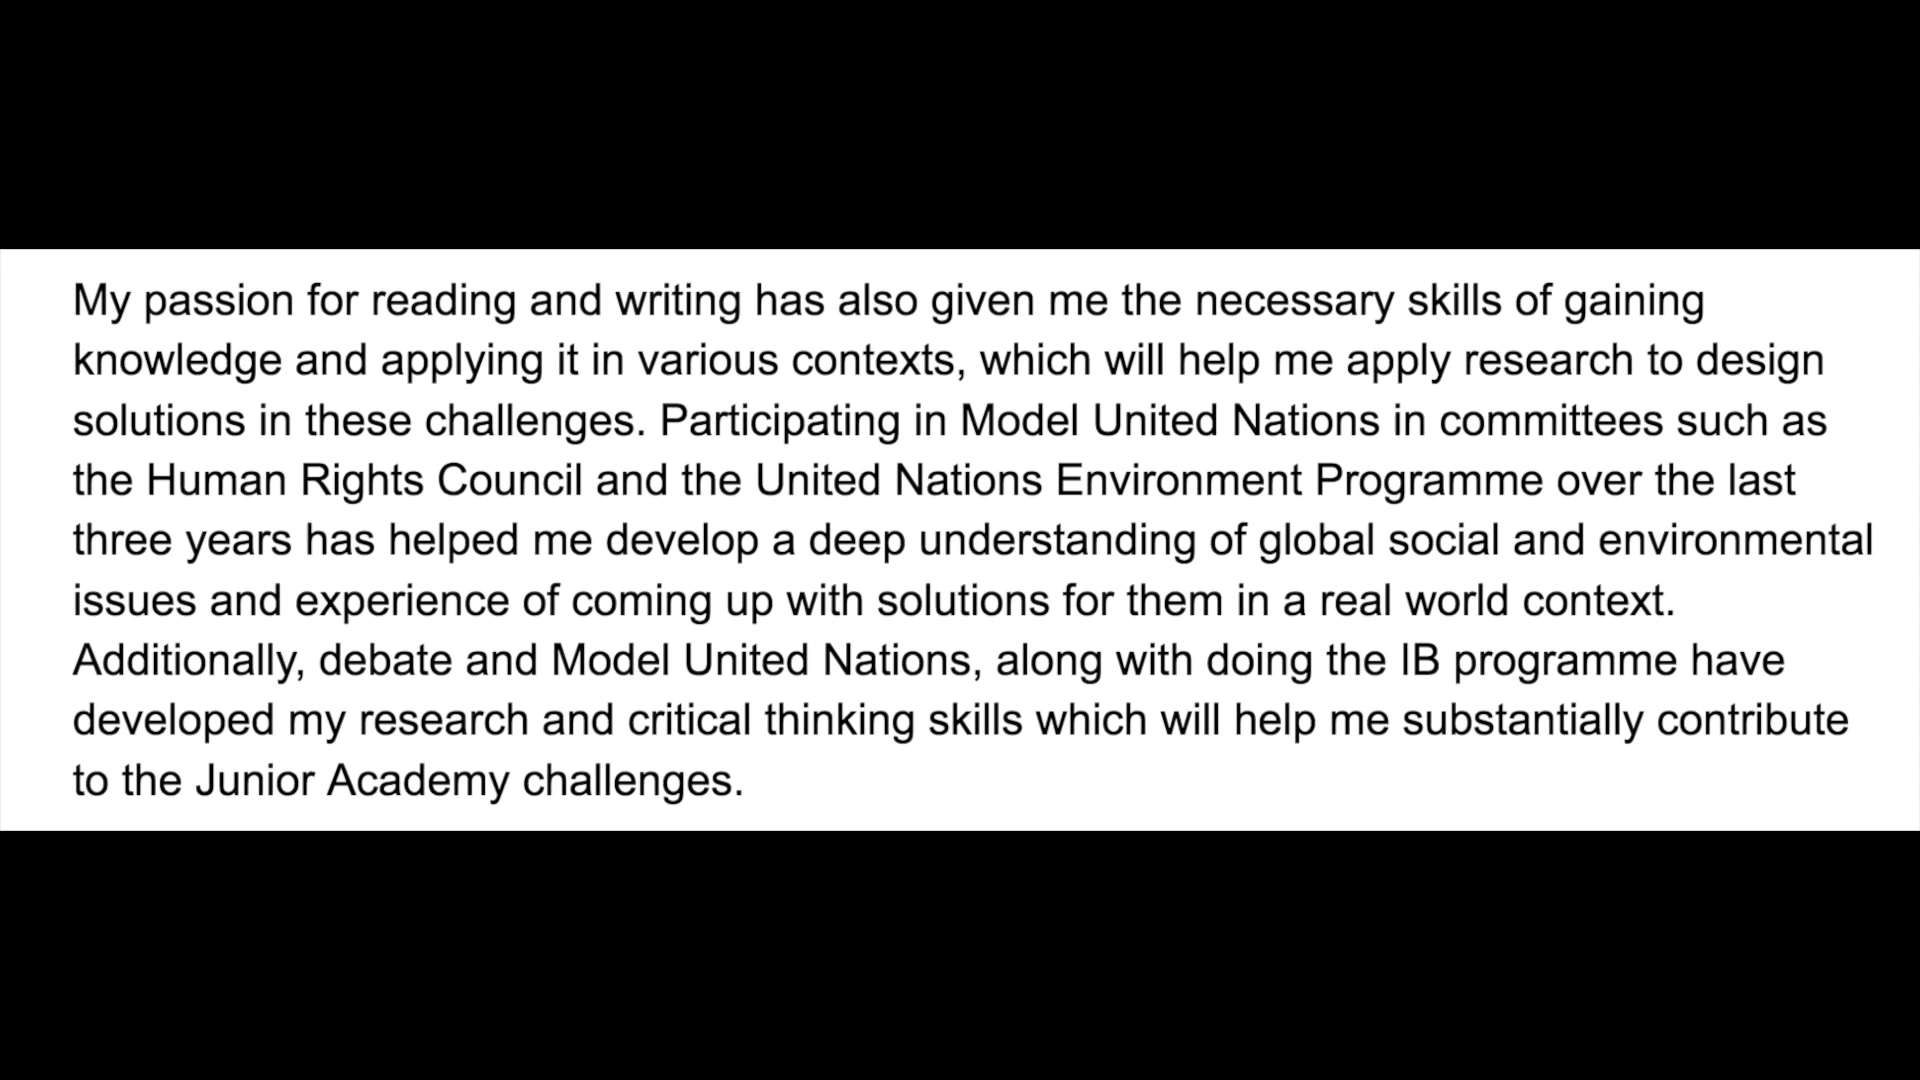 My passion for reading and writing has also given me the necessary skills of gaining
knowledge and applying it in various contexts, which will help me apply research to design
solutions in these challenges. Participating in Model United Nations in committees such as
the Human Rights Council and the United Nations Environment Programme over the last
three years has helped me develop a deep understanding of global social and environmental
issues and experience of coming up with solutions for them in a real world context.
Additionally, debate and Model United Nations, along with doing the IB programme have
developed my research and critical thinking skills which will help me substantially contribute
to the Junior Academy challenges.